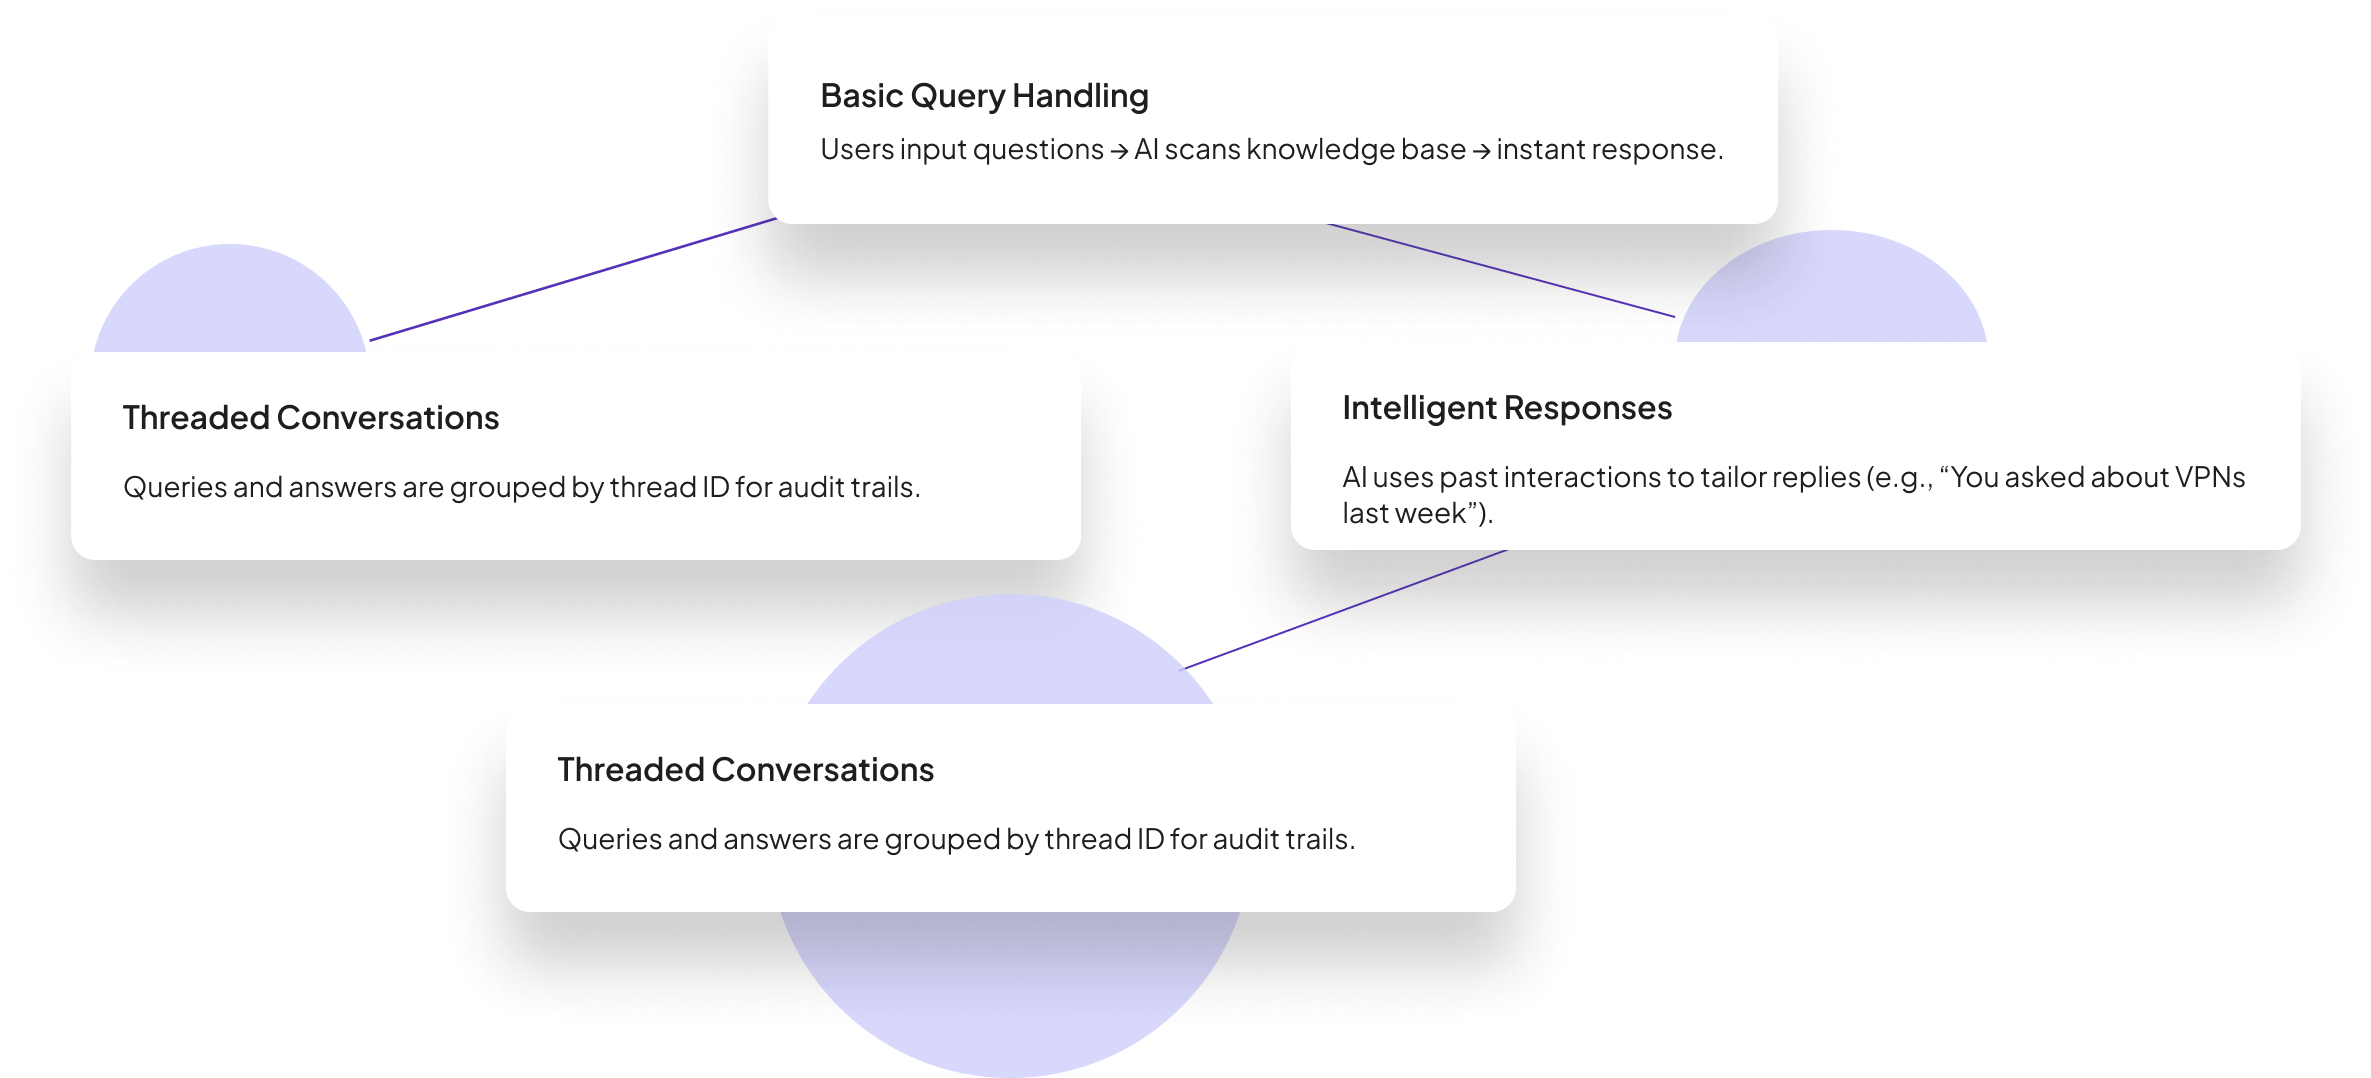 Basic Query Handling
Users input questions → AI scans knowledge base → instant response.
Threaded Conversations
Queries and answers are grouped by thread ID for audit trails.
Intelligent Responses
AI uses past interactions to tailor replies (e.g., “You asked about VPNs
last week”).
Threaded Conversations
Queries and answers are grouped by thread ID for audit trails.